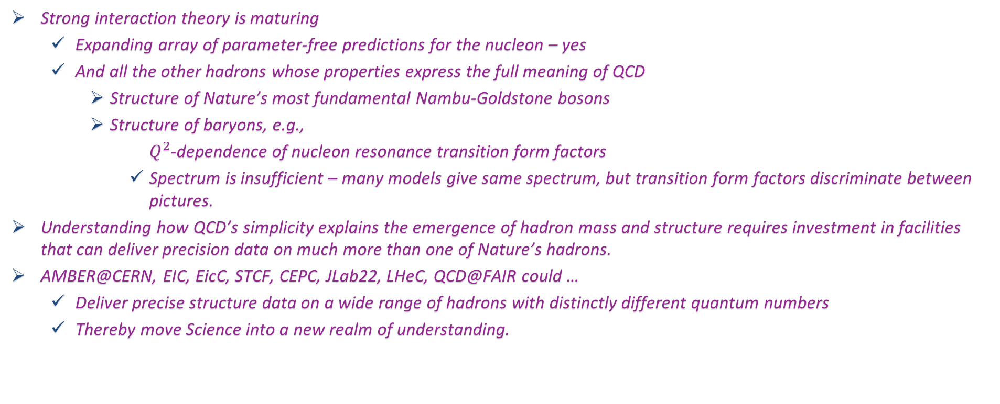 ➢ Strong interaction theory is maturing
✓ Expanding array of parameter-free predictions for the nucleon – yes
✓ And all the other hadrons whose properties express the full meaning of QCD
➢ Structure of Nature’s most fundamental Nambu-Goldstone bosons
➢ Structure of baryons, e.g.,
Q²-dependence of nucleon resonance transition form factors
✓ Spectrum is insufficient – many models give same spectrum, but transition form factors discriminate between
pictures.
➢ Understanding how QCD’s simplicity explains the emergence of hadron mass and structure requires investment in facilities
that can deliver precision data on much more than one of Nature’s hadrons.
➢ AMBER@CERN, EIC, EicC, STCF, CEPC, JLab22, LHeC, QCD@FAIR could …
✓ Deliver precise structure data on a wide range of hadrons with distinctly different quantum numbers
✓ Thereby move Science into a new realm of understanding.